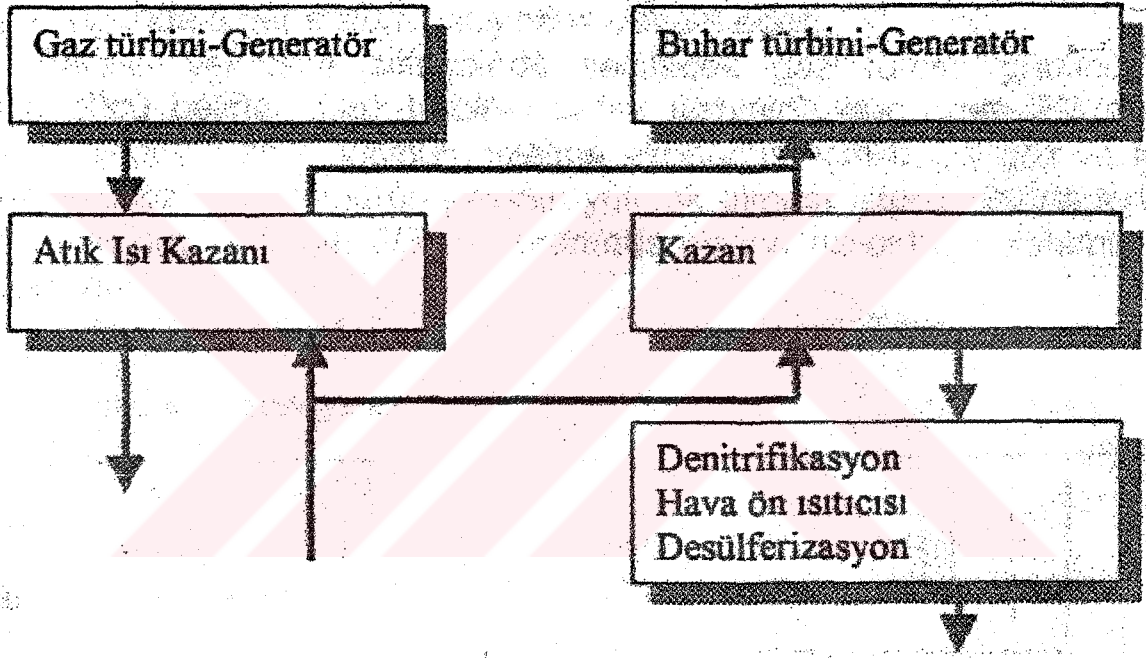 Gaz türbini-Generatör
Buhar türbini-Generatör
Atık Isı Kazanı
Kazan
Denitrifikasyon
Hava ön ısıtıcısı
Desülferizasyon